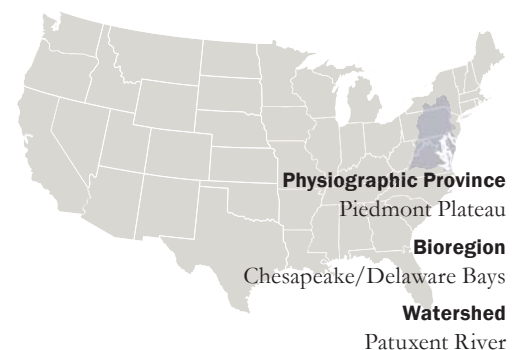 Physiographic Province
Piedmont Plateau
Bioregion
Chesapeake/Delaware Bays
Watershed
Patuxent River